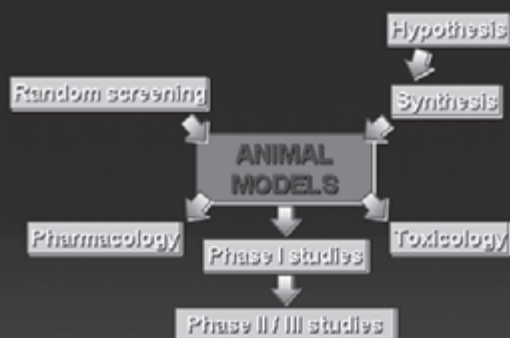 Hypothesis
Random screening
Synthesis
ANIMAL
MODELS
Pharmacology
Toxicology
Phase I studies
Phase II / III studies